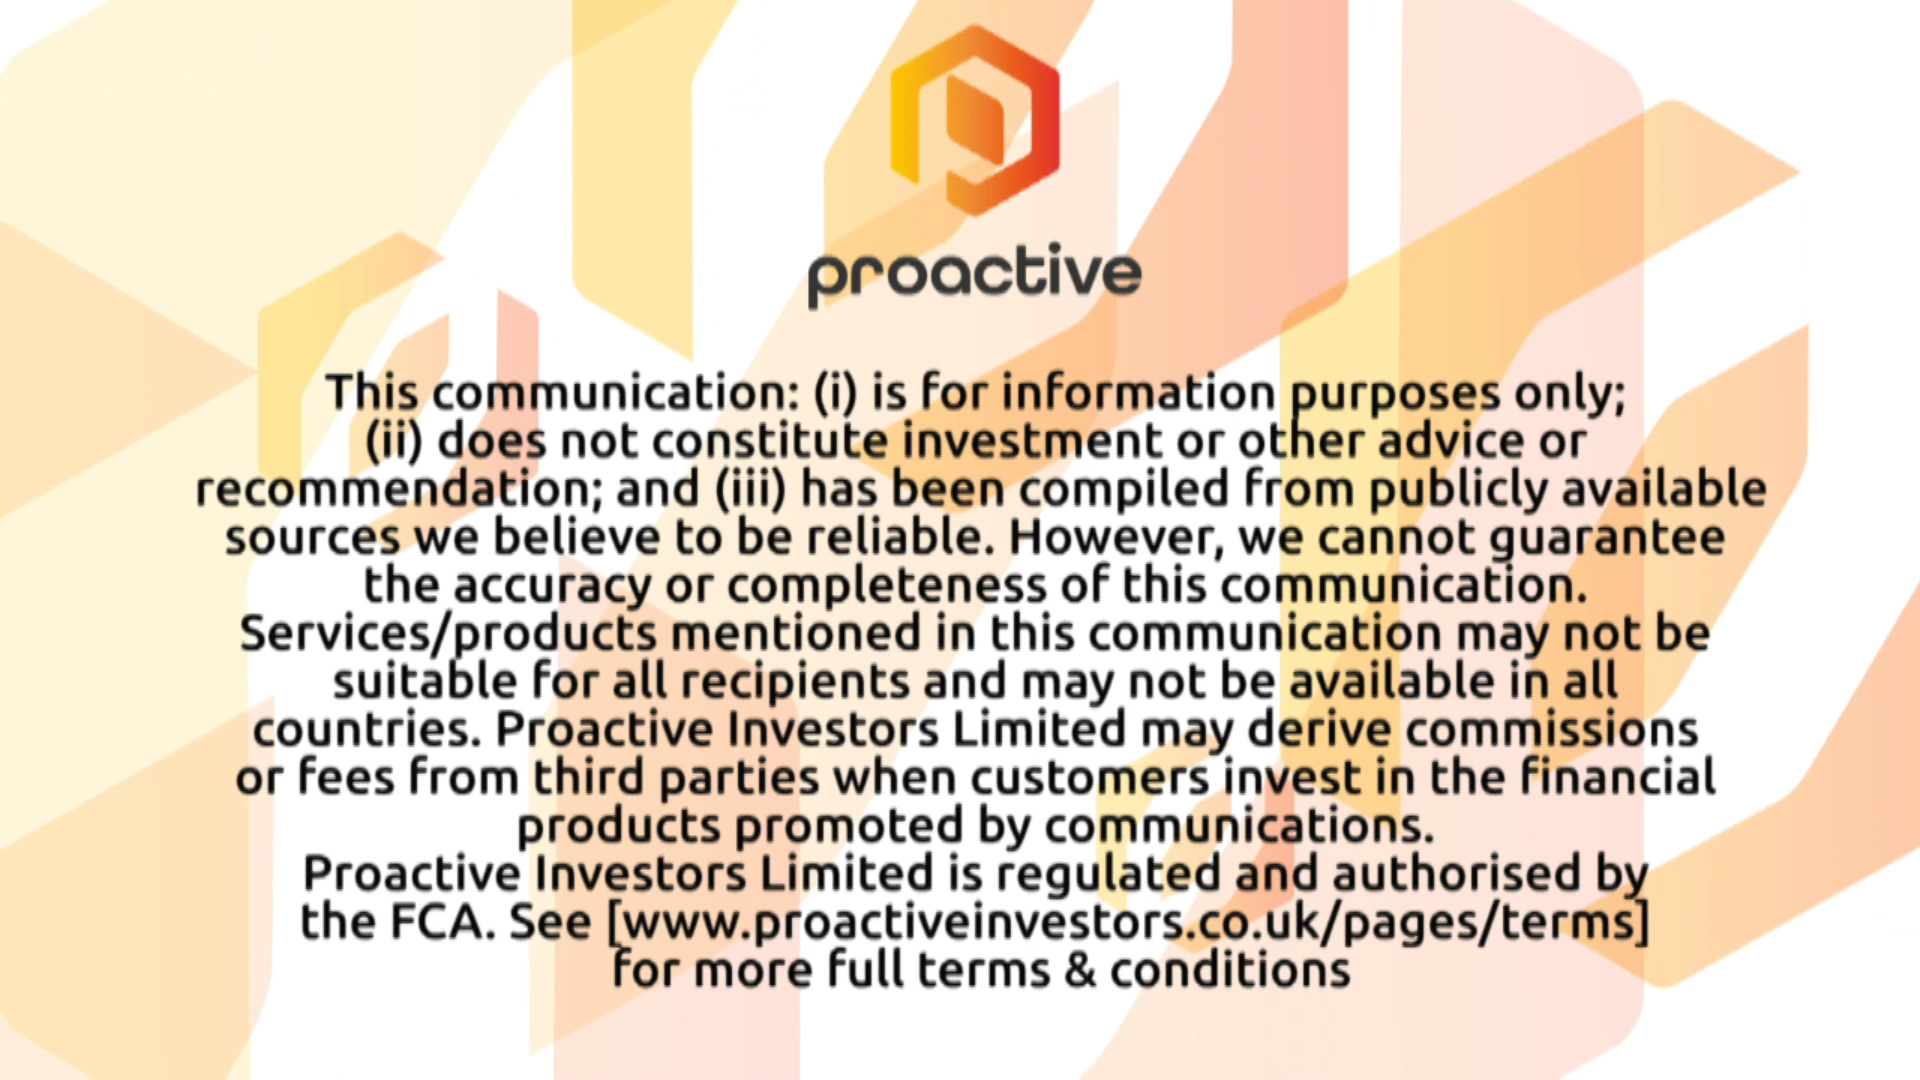 proactive
This communication: (i) is for information purposes only;
(ii) does not constitute investment or other advice or
recommendation; and (iii) has been compiled from publicly available
sources we believe to be reliable. However, we cannot guarantee
the accuracy or completeness of this communication.
Services/products mentioned in this communication may not be
suitable for all recipients and may not be available in all
countries. Proactive Investors Limited may derive commissions
or fees from third parties when customers invest in the financial
products promoted by communications.
Proactive Investors Limited is regulated and authorised by
the FCA. See [www.proactiveinvestors.co.uk/pages/terms]
for more full terms & conditions